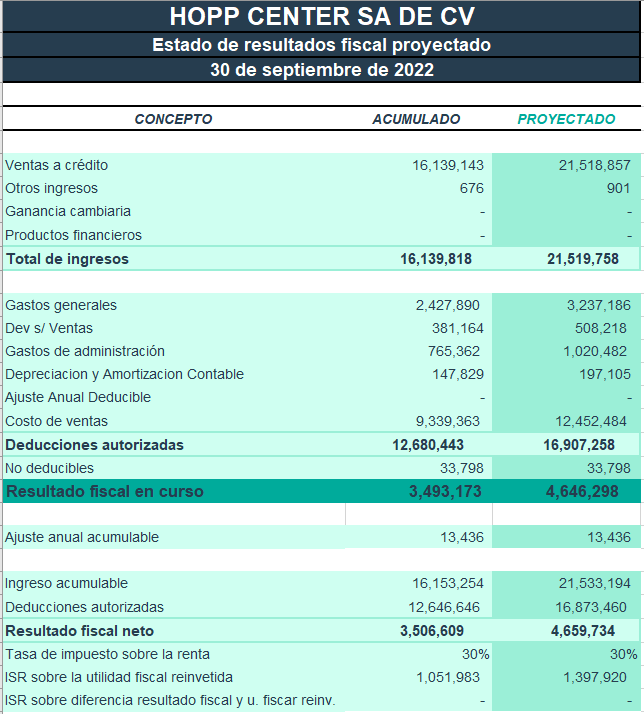 HOPP CENTER SA DE CV
Estado de resultados fiscal proyectado
30 de septiembre de 2022
CONCEPTO ACUMULADO PROYECTADO
Ventas a crédito 16,139,143 21,518,857
Otros ingresos 676 901
Ganancia cambiaria - -
Productos financieros - -
Total de ingresos 16,139,818 21,519,758
Gastos generales 2,427,890 3,237,186
Dev s/ Ventas 381,164 508,218
Gastos de administración 765,362 1,020,482
Depreciacion y Amortizacion Contable 147,829 197,105
Ajuste Anual Deducible - -
Costo de ventas 9,339,363 12,452,484
Deducciones autorizadas 12,680,443 16,907,258
No deducibles 33,798 33,798
Resultado fiscal en curso 3,493,173 4,646,298
Ajuste anual acumulable 13,436 13,436
Ingreso acumulable 16,153,254 21,533,194
Deducciones autorizadas 12,646,646 16,873,460
Resultado fiscal neto 3,506,609 4,659,734
Tasa de impuesto sobre la renta 30% 30%
ISR sobre la utilidad fiscal reinvetida 1,051,983 1,397,920
ISR sobre diferencia resultado fiscal y u. fiscar reinv. - -